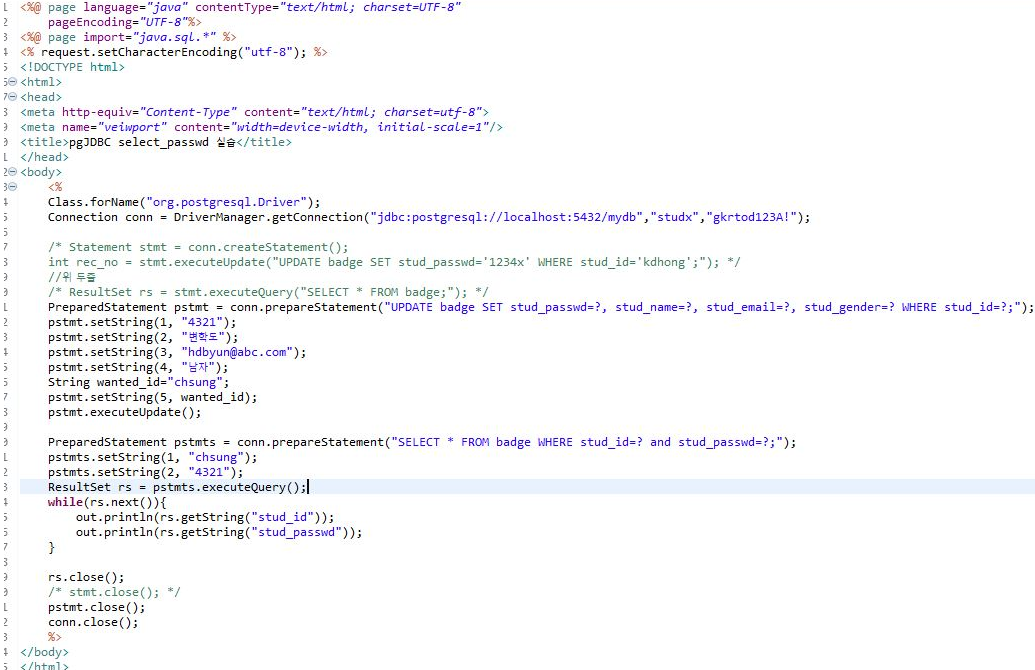 <%@ page language="java" contentType="text/html; charset=UTF-8"
    pageEncoding="UTF-8"%>
<%@ page import="java.sql.*" %>
<% request.setCharacterEncoding("utf-8"); %>
<!DOCTYPE html>
<html>
<head>
<meta http-equiv="Content-Type" content="text/html; charset=utf-8">
<meta name="veiwport" content="width=device-width, initial-scale=1"/>
<title>pgJDBC select_passwd 실습</title>
</head>
<body>
    <%
    Class.forName("org.postgresql.Driver");
    Connection conn = DriverManager.getConnection("jdbc:postgresql://localhost:5432/mydb","studx","gkrtod123A!");
    /* Statement stmt = conn.createStatement();
    int rec_no = stmt.executeUpdate("UPDATE badge SET stud_passwd='1234x' WHERE stud_id='kdhong';"); */
    //위 두줄
    /* ResultSet rs = stmt.executeQuery("SELECT * FROM badge;"); */
    PreparedStatement pstmt = conn.prepareStatement("UPDATE badge SET stud_passwd=?, stud_name=?, stud_email=?, stud_gender=? WHERE stud_id=?;");
    pstmt.setString(1, "4321");
    pstmt.setString(2, "변학도");
    pstmt.setString(3, "hdbyun@abc.com");
    pstmt.setString(4, "남자");
    String wanted_id="chsung";
    pstmt.setString(5, wanted_id);
    pstmt.executeUpdate();
    PreparedStatement pstmts = conn.prepareStatement("SELECT * FROM badge WHERE stud_id=? and stud_passwd=?;");
    pstmts.setString(1, "chsung");
    pstmts.setString(2, "4321");
    ResultSet rs = pstmts.executeQuery();
    while(rs.next()){
        out.println(rs.getString("stud_id"));
        out.println(rs.getString("stud_passwd"));
    }
    rs.close();
    /* stmt.close(); */
    pstmt.close();
    conn.close();
    %>
</body>
</html>